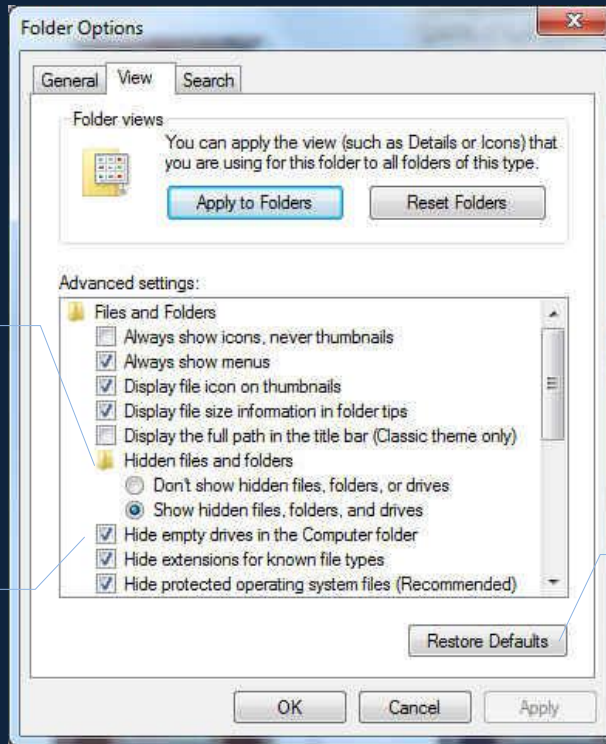 Folder Options
General View Search
Folder views
You can apply the view (such as Details or Icons) that
you are using for this folder to all folders of this type.
Apply to Folders Reset Folders
Advanced settings:
Files and Folders
Always show icons, never thumbnails
Always show menus
Display file icon on thumbnails
Display file size information in folder tips
Display the full path in the title bar (Classic theme only)
Hidden files and folders
Don't show hidden files, folders, or drives
Show hidden files, folders, and drives
Hide empty drives in the Computer folder
Hide extensions for known file types
Hide protected operating system files (Recommended)
Restore Defaults
OK Cancel Apply